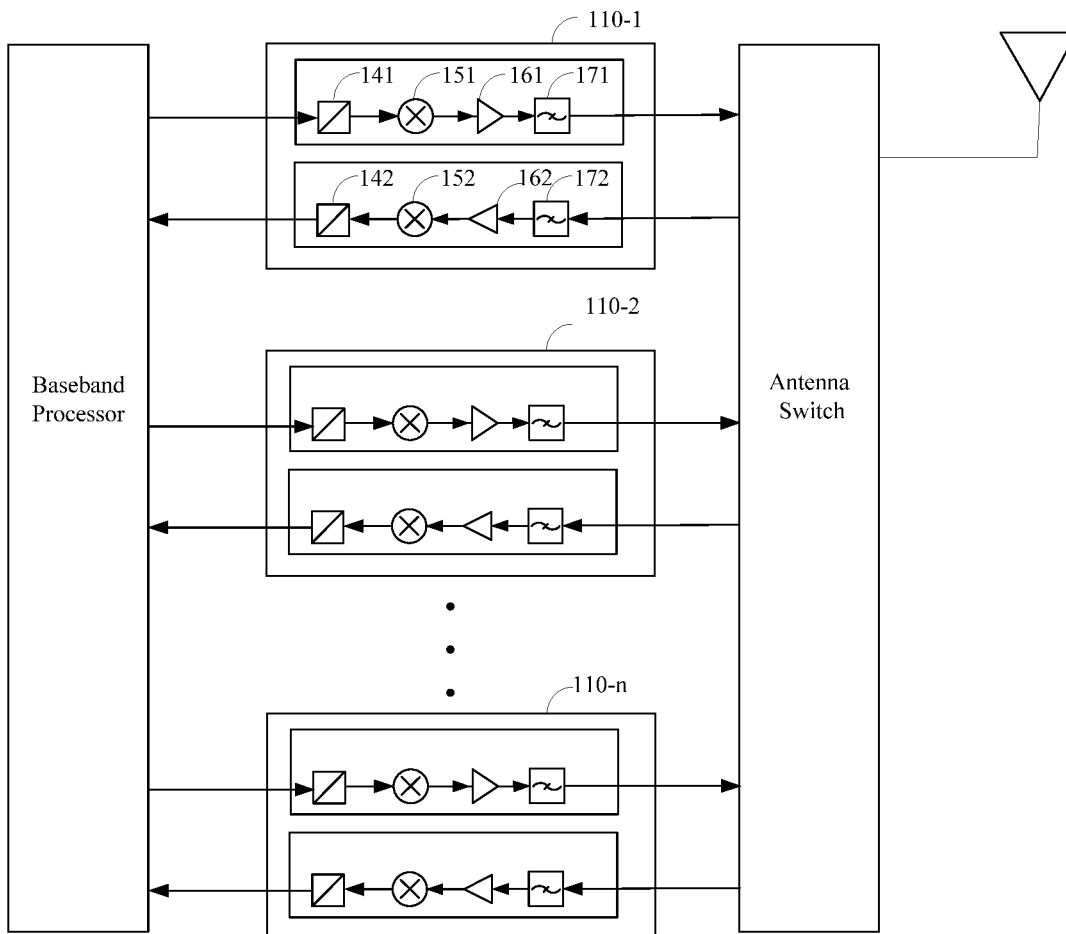 110-1
141 151 161 171
142 152 162 172
110-2
Baseband
Processor
Antenna
Switch
110-n